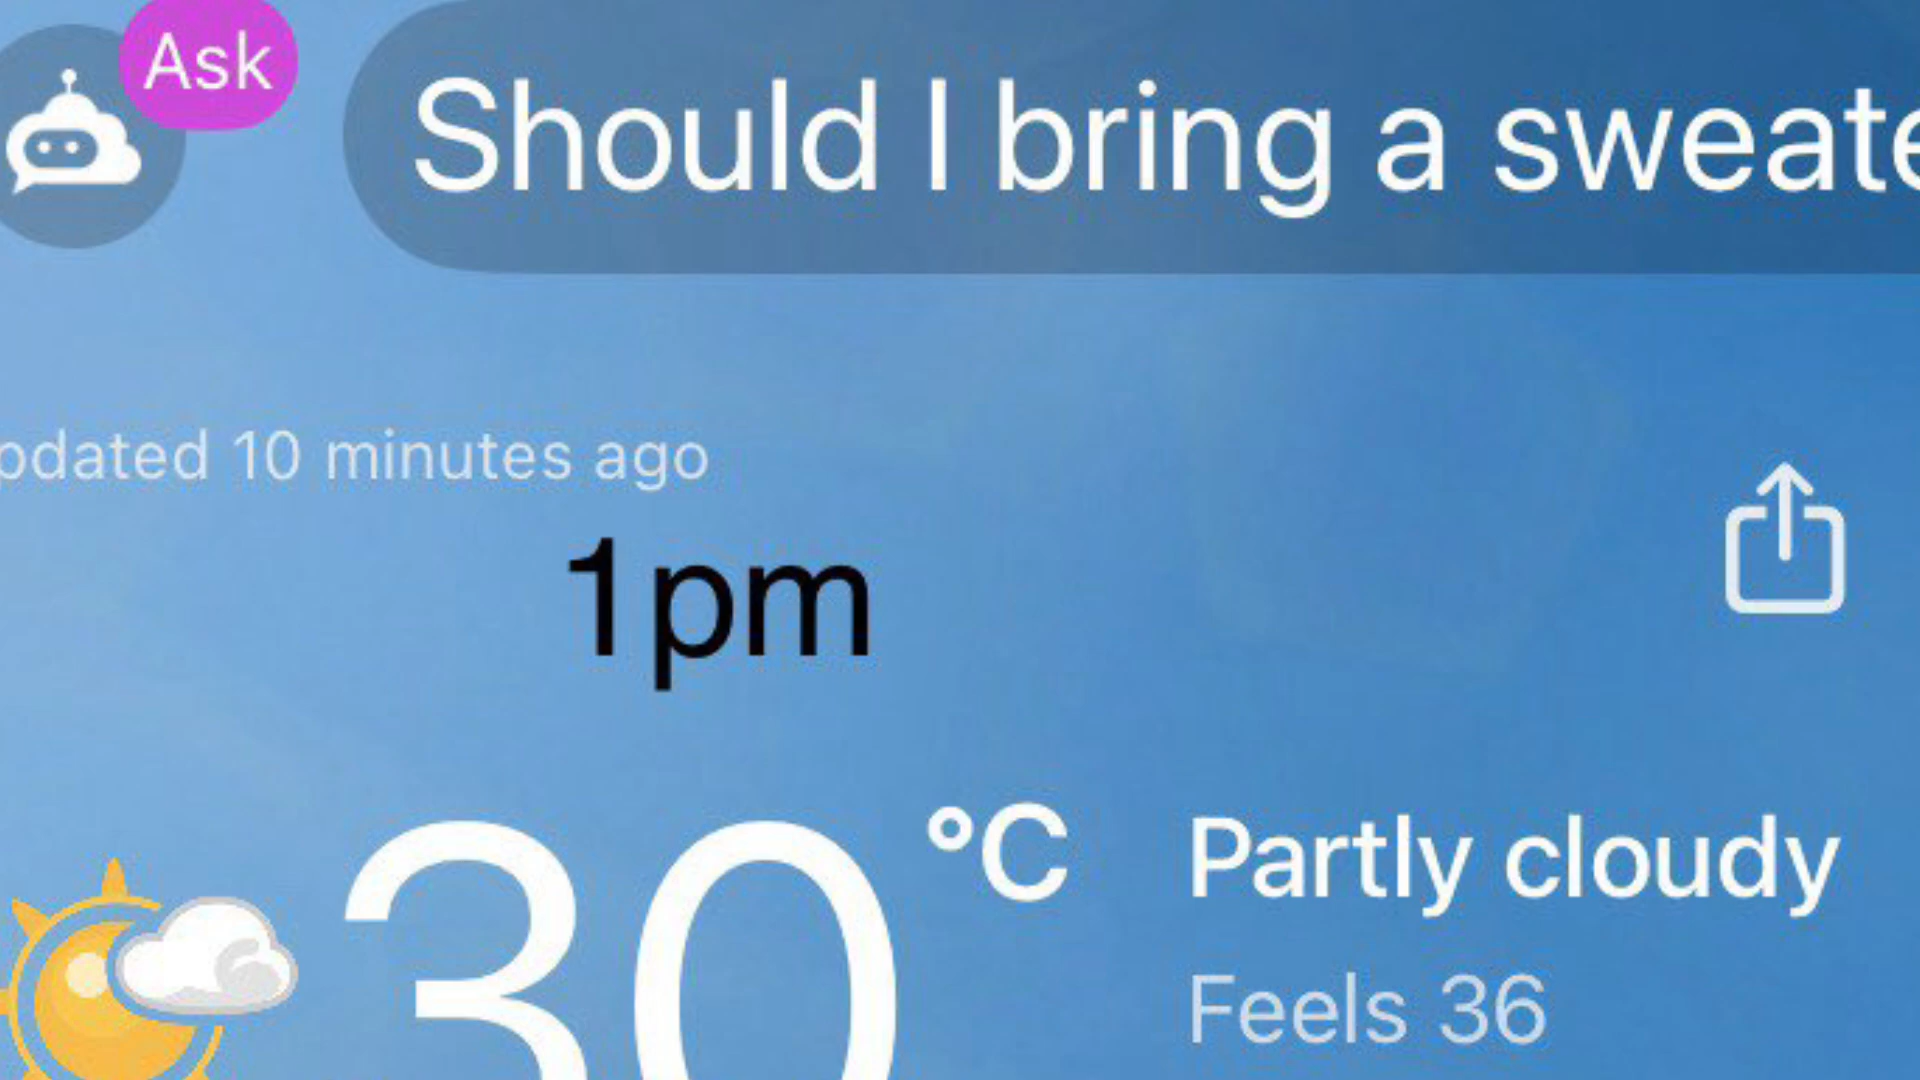 Ask
Should I bring a sweate
pdated 10 minutes ago
1pm
30 °C
Partly cloudy
Feels 36